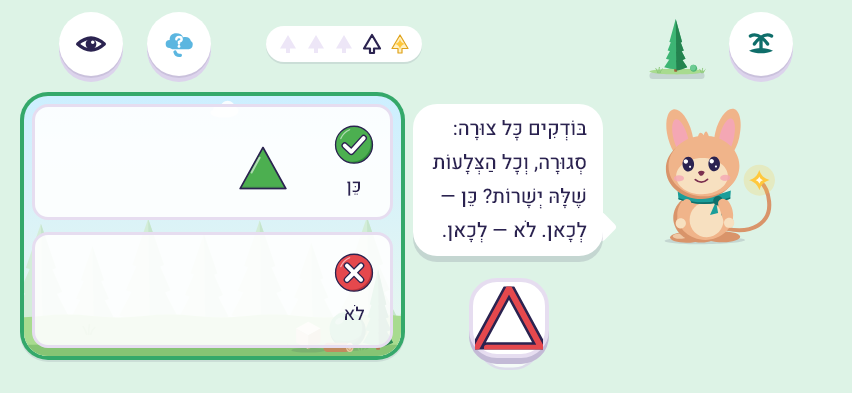 בּוֹדְקִים כָּל צוּרָה:
סְגוּרָה, וְכָל הַצְּלָעוֹת
שֶׁלָּהּ יְשָׁרוֹת? כֵּן –
לְכָאן. לֹא – לְכָאן.
כֵּן
לֹא